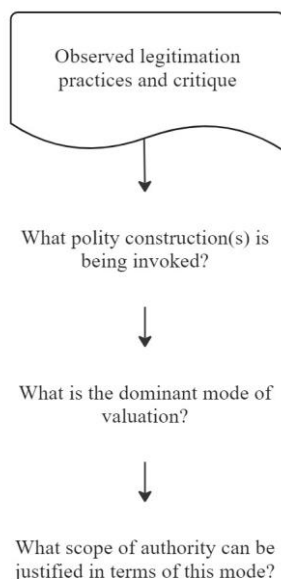 Observed legitimation
practices and critique
What polity construction(s) is
being invoked?
What is the dominant mode of
valuation?
What scope of authority can be
justified in terms of this mode?